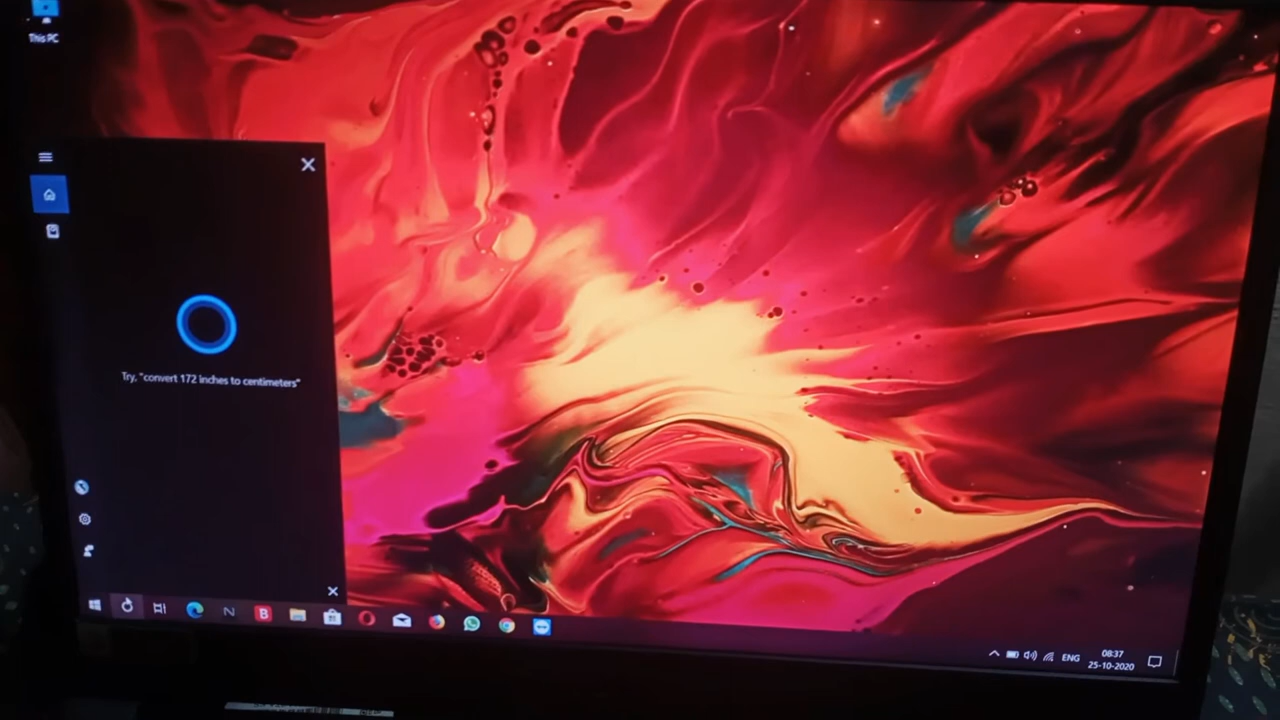 This PC
Try, "convert 172 inches to centimeters"
N
B
ENG
08:37
25-10-2020